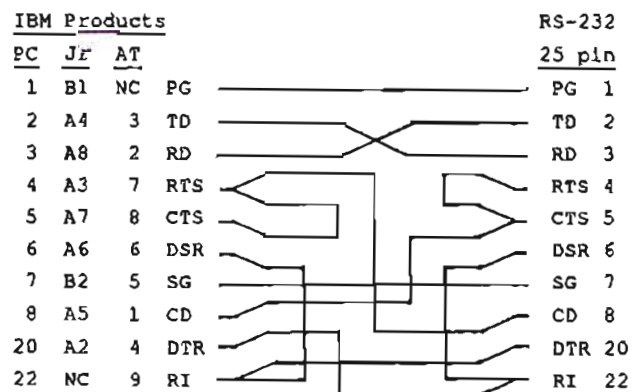 IBM Products RS-232
PC Jr AT 25 pin
1 B1 NC PG PG 1
2 A4 3 TD TD 2
3 A8 2 RD RD 3
4 A3 7 RTS RTS 4
5 A7 8 CTS CTS 5
6 A6 6 DSR DSR 6
7 B2 5 SG SG 7
8 A5 1 CD CD 8
20 A2 4 DTR DTR 20
22 NC 9 RI RI 22